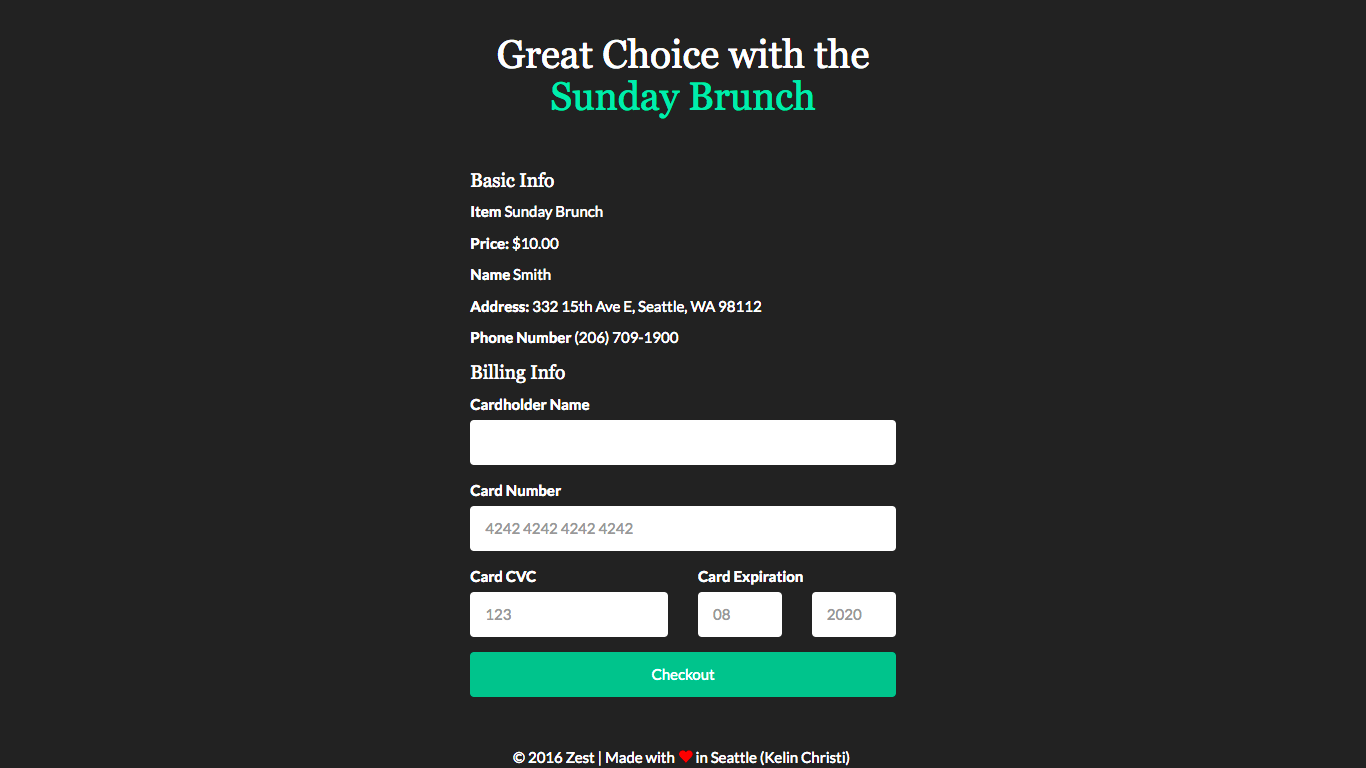 Great Choice with the
Sunday Brunch
Basic Info
Item Sunday Brunch
Price: $10.00
Name Smith
Address: 332 15th Ave E, Seattle, WA 98112
Phone Number (206) 709-1900
Billing Info
Cardholder Name
Card Number
4242 4242 4242 4242
Card CVC Card Expiration
123 08 2020
Checkout
© 2016 Zest | Made with ❤ in Seattle (Kelin Christi)